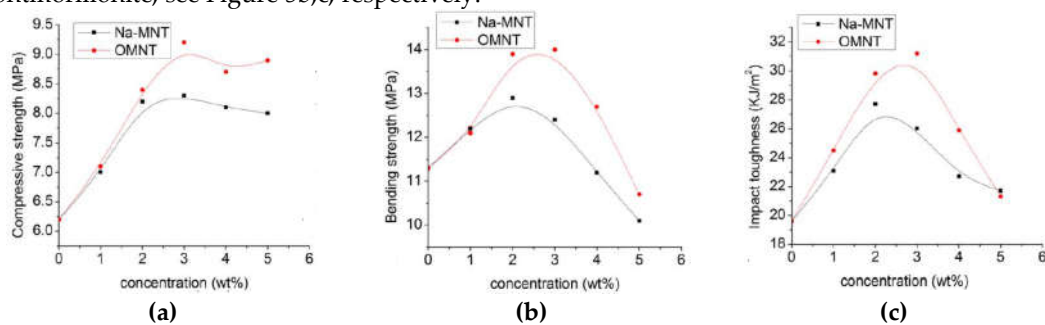 ontmorillonite, see Figure 3b,c, respectively.
Na-MNT
OMNT
Compressive strength (MPa)
9.5
9.0
8.5
8.0
7.5
7.0
6.5
6.0
0 1 2 3 4 5 6
concentration (wt%)
(a)
Na-MNT
OMNT
Bending strength (MPa)
14
13
12
11
10
0 1 2 3 4 5 6
concentration (wt%)
(b)
Na-MNT
OMNT
Impact toughness (KJ/m²)
32
30
28
26
24
22
20
18
0 1 2 3 4 5 6
concentration (wt%)
(c)